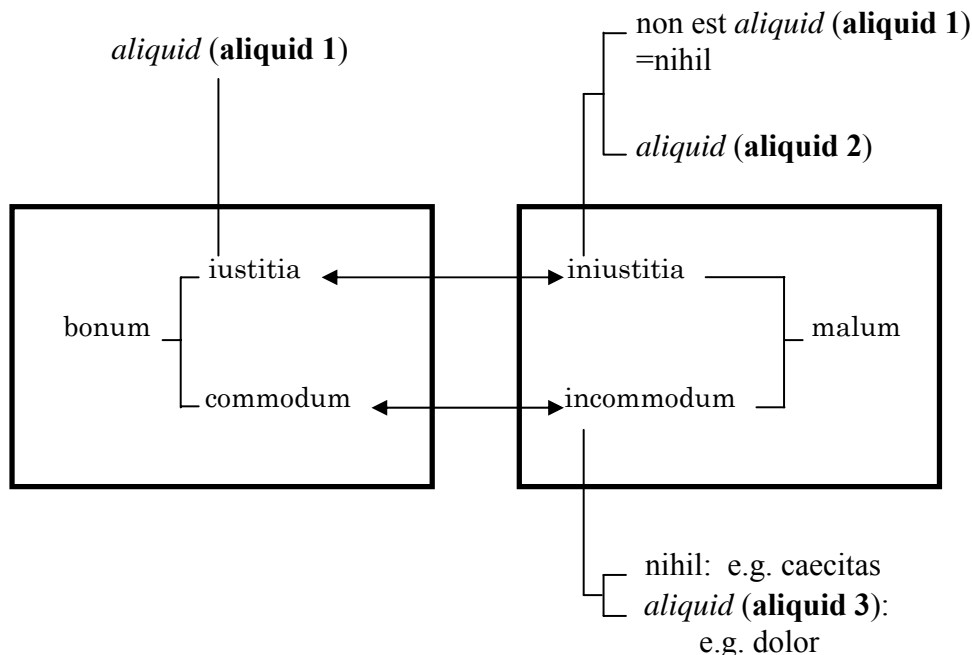 aliquid (aliquid 1)
non est aliquid (aliquid 1)
=nihil
aliquid (aliquid 2)
bonum
iustitia
commodum
iniustitia
incommodum
malum
nihil: e.g. caecitas
aliquid (aliquid 3):
e.g. dolor